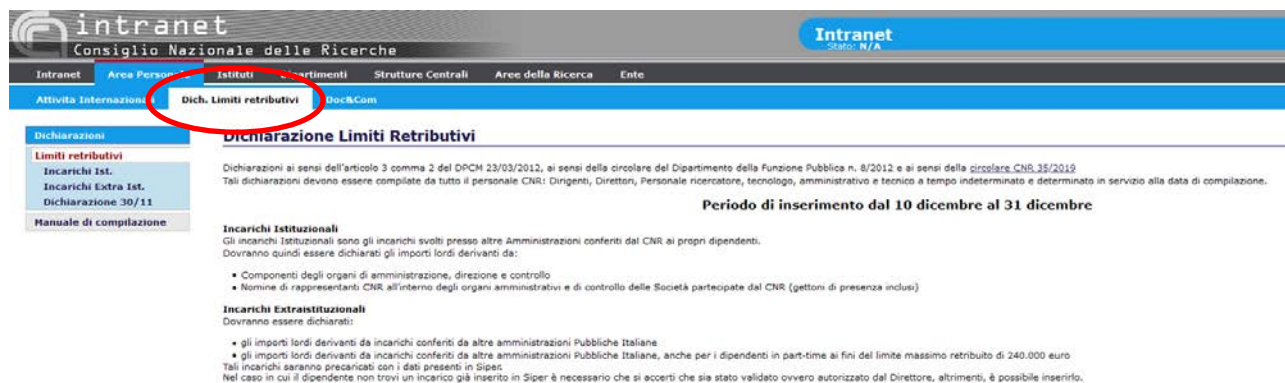 intranet
Consiglio Nazionale delle Ricerche
Intranet
Stato: N/A
Intranet Area Personale Istituti Dipartimenti Strutture Centrali Aree della Ricerca Ente
Attivita Internazionali Dich. Limiti retributivi Doc&Com
Dichiarazioni
Limiti retributivi
Incarichi Ist.
Incarichi Extra Ist.
Dichiarazione 30/11
Manuale di compilazione
Dichiarazione Limiti Retributivi
Dichiarazioni ai sensi dell'articolo 3 comma 2 del DPCM 23/03/2012, ai sensi della circolare del Dipartimento della Funzione Pubblica n. 8/2012 e ai sensi della circolare CNR 35/2019
Tali dichiarazioni devono essere compilate da tutto il personale CNR: Dirigenti, Direttori, Personale ricercatore, tecnologo, amministrativo e tecnico a tempo indeterminato e determinato in servizio alla data di compilazione.
Periodo di inserimento dal 10 dicembre al 31 dicembre
Incarichi Istituzionali
Gli incarichi Istituzionali sono gli incarichi svolti presso altre Amministrazioni conferiti dal CNR ai propri dipendenti.
Dovranno quindi essere dichiarati gli importi lordi derivanti da:
▪ Componenti degli organi di amministrazione, direzione e controllo
▪ Nomine di rappresentanti CNR all'interno degli organi amministrativi e di controllo delle Società partecipate dal CNR (gettoni di presenza inclusi)
Incarichi Extraistituzionali
Dovranno essere dichiarati:
▪ gli importi lordi derivanti da incarichi conferiti da altre amministrazioni Pubbliche Italiane
▪ gli importi lordi derivanti da incarichi conferiti da altre amministrazioni Pubbliche Italiane, anche per i dipendenti in part-time ai fini del limite massimo retribuito di 240.000 euro
Tali incarichi saranno precaricati con i dati presenti in Siper.
Nel caso in cui il dipendente non trovi un incarico già inserito in Siper è necessario che si accerti che sia stato validato ovvero autorizzato dal Direttore, altrimenti, è possibile inserirlo.